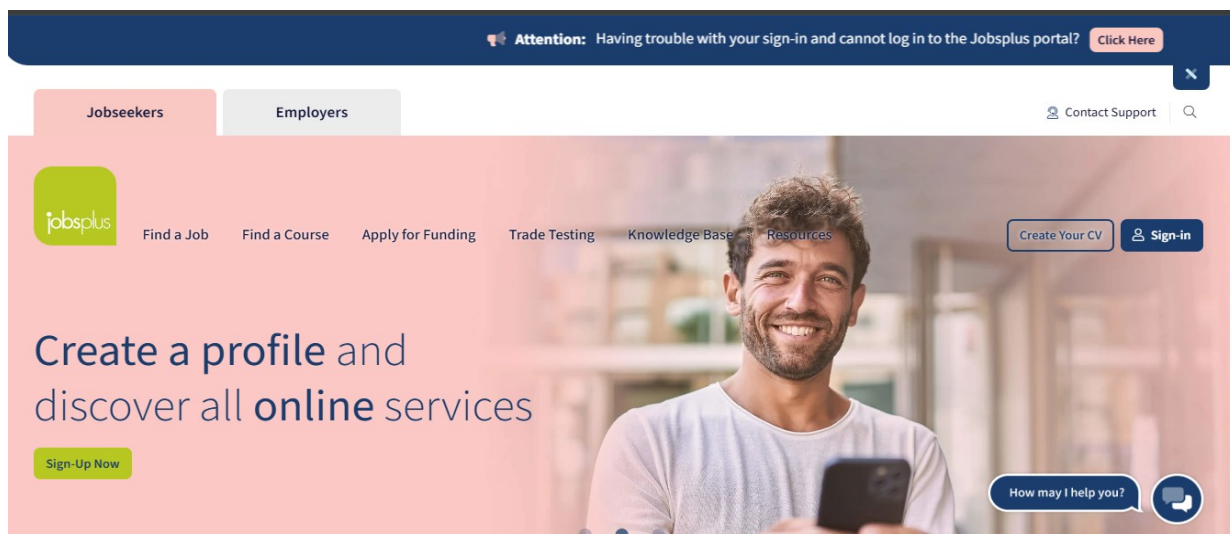 Attention: Having trouble with your sign-in and cannot log in to the Jobsplus portal? Click Here
Jobseekers Employers Contact Support
jobsplus
Find a Job Find a Course Apply for Funding Trade Testing Knowledge Base Resources Create Your CV Sign-in
Create a profile and
discover all online services
Sign-Up Now
How may I help you?